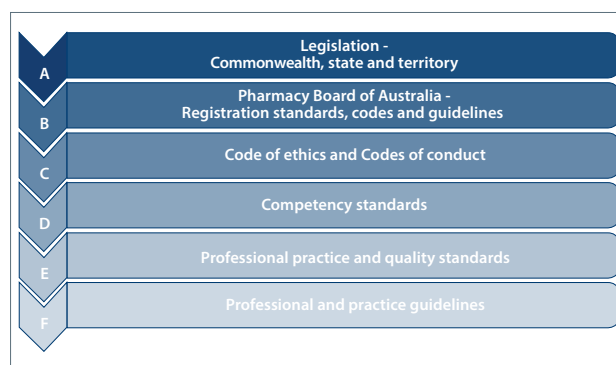 A
Legislation -
Commonwealth, state and territory
B
Pharmacy Board of Australia -
Registration standards, codes and guidelines
C
Code of ethics and Codes of conduct
D
Competency standards
E
Professional practice and quality standards
F
Professional and practice guidelines